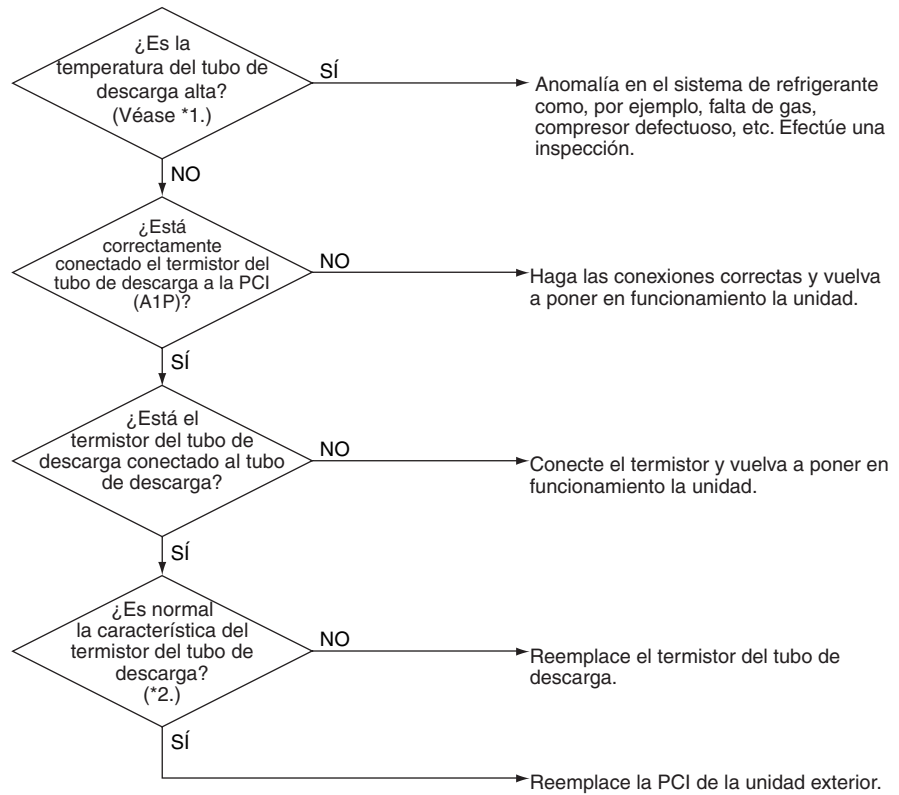 ¿Es la
temperatura del tubo de
descarga alta?
(Véase *1.)
SÍ
Anomalía en el sistema de refrigerante
como, por ejemplo, falta de gas,
compresor defectuoso, etc. Efectúe una
inspección.
NO
¿Está
correctamente
conectado el termistor del
tubo de descarga a la PCI
(A1P)?
NO
Haga las conexiones correctas y vuelva
a poner en funcionamiento la unidad.
SÍ
¿Está el
termistor del tubo de
descarga conectado al tubo
de descarga?
NO
Conecte el termistor y vuelva a poner en
funcionamiento la unidad.
SÍ
¿Es normal
la característica del
termistor del tubo de
descarga?
(*2.)
NO
Reemplace el termistor del tubo de
descarga.
SÍ
Reemplace la PCI de la unidad exterior.